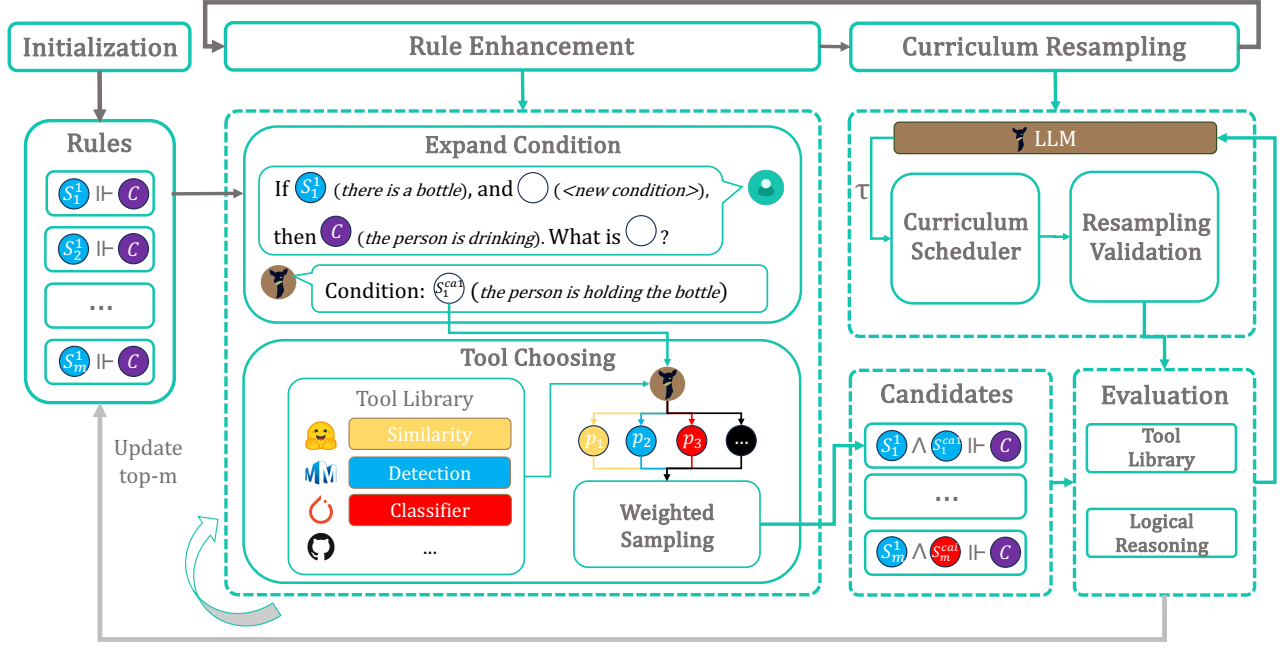 Initialization
Rule Enhancement
Curriculum Resampling
Rules
S₁¹ ⊩ C
S₂¹ ⊩ C
...
Sₘ¹ ⊩ C
Update
top-m
Expand Condition
If S₁¹ (there is a bottle), and ◯ (<new condition>),
then C (the person is drinking). What is ◯ ?
Condition: S₁ᶜᵃ¹ (the person is holding the bottle)
Tool Choosing
Tool Library
Similarity
Detection
Classifier
...
p₁ p₂ p₃ ...
Weighted
Sampling
LLM
τ
Curriculum
Scheduler
Resampling
Validation
Candidates
S₁¹ ∧ S₁ᶜᵃ¹ ⊩ C
...
Sₘ¹ ∧ Sₘᶜᵃⁱ ⊩ C
Evaluation
Tool
Library
Logical
Reasoning